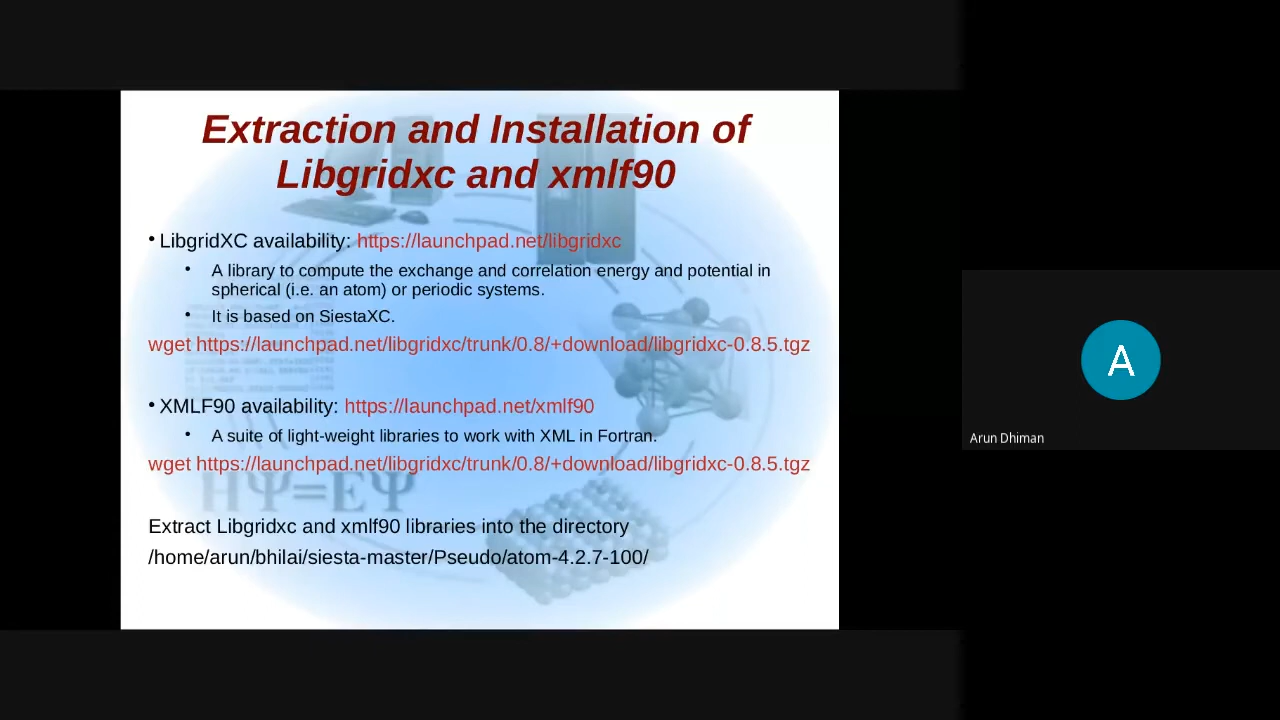 Extraction and Installation of
Libgridxc and xmlf90
• LibgridXC availability: https://launchpad.net/libgridxc
• A library to compute the exchange and correlation energy and potential in
spherical (i.e. an atom) or periodic systems.
• It is based on SiestaXC.
wget https://launchpad.net/libgridxc/trunk/0.8/+download/libgridxc-0.8.5.tgz
• XMLF90 availability: https://launchpad.net/xmlf90
• A suite of light-weight libraries to work with XML in Fortran.
wget https://launchpad.net/libgridxc/trunk/0.8/+download/libgridxc-0.8.5.tgz
HΨ=EΨ
Extract Libgridxc and xmlf90 libraries into the directory
/home/arun/bhilai/siesta-master/Pseudo/atom-4.2.7-100/
A
Arun Dhiman